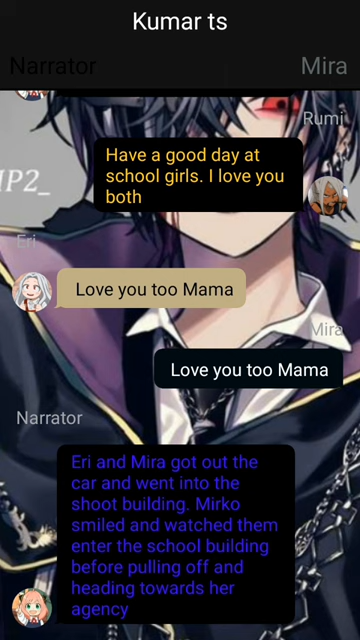 Kumar ts
Narrator
Mira
Rumi
IP2_
Have a good day at
school girls. I love you
both
Eri
Love you too Mama
Mira
Love you too Mama
Narrator
Eri and Mira got out the
car and went into the
shoot building. Mirko
smiled and watched them
enter the school building
before pulling off and
heading towards her
agency